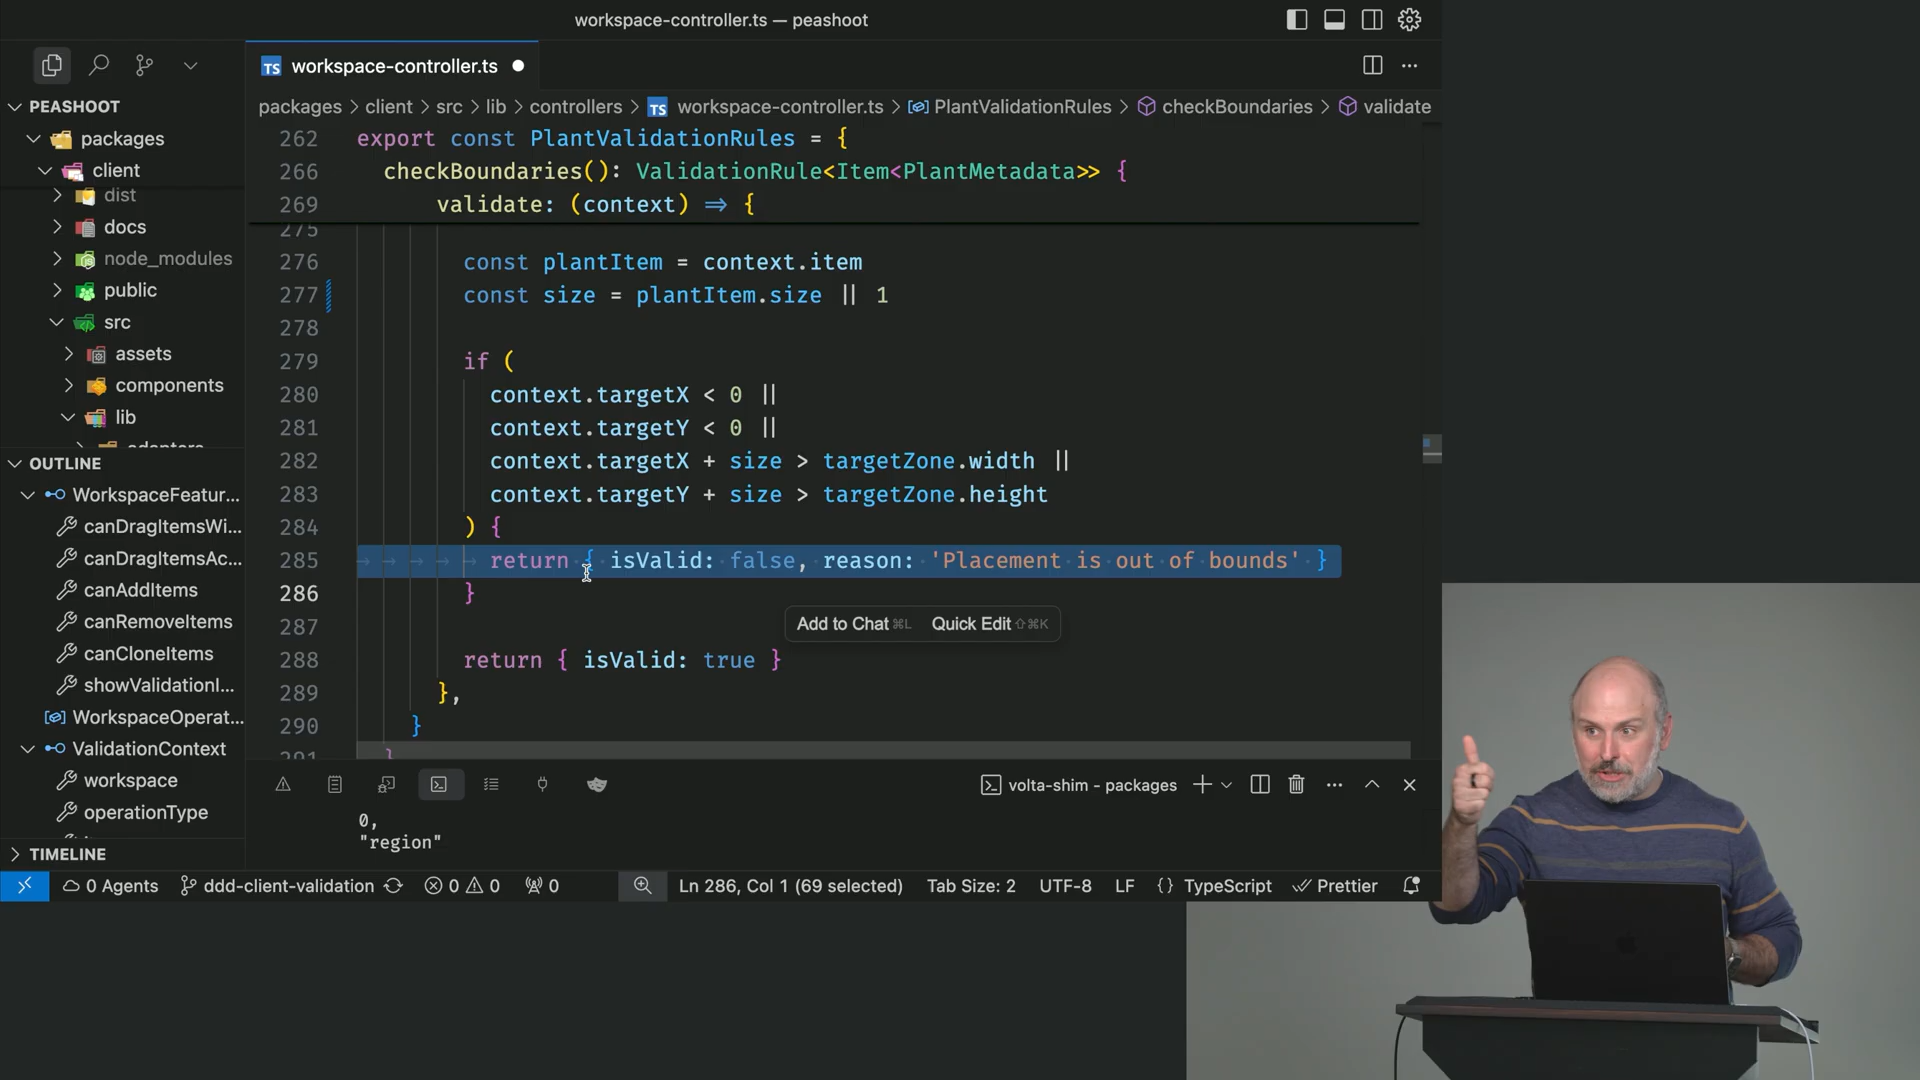 workspace-controller.ts — peashoot
TS workspace-controller.ts
packages > client > src > lib > controllers > TS workspace-controller.ts > PlantValidationRules > checkBoundaries > validate
PEASHOOT
packages
client
dist
docs
node_modules
public
src
assets
components
lib
OUTLINE
WorkspaceFeatur...
canDragItemsWi...
canDragItemsAc...
canAddItems
canRemoveItems
canCloneItems
showValidationI...
WorkspaceOperat...
ValidationContext
workspace
operationType
TIMELINE
262 export const PlantValidationRules = {
266 checkBoundaries(): ValidationRule<Item<PlantMetadata>> {
269 validate: (context) => {
275
276 const plantItem = context.item
277 const size = plantItem.size || 1
278
279 if (
280 context.targetX < 0 ||
281 context.targetY < 0 ||
282 context.targetX + size > targetZone.width ||
283 context.targetY + size > targetZone.height
284 ) {
285 return { isValid: false, reason: 'Placement is out of bounds' }
286 }
287
Add to Chat ⌘L Quick Edit ⇧⌘K
288 return { isValid: true }
289 },
290 }
291 }
volta-shim - packages
0,
"region"
0 Agents ddd-client-validation 0 0 0 Ln 286, Col 1 (69 selected) Tab Size: 2 UTF-8 LF {} TypeScript Prettier